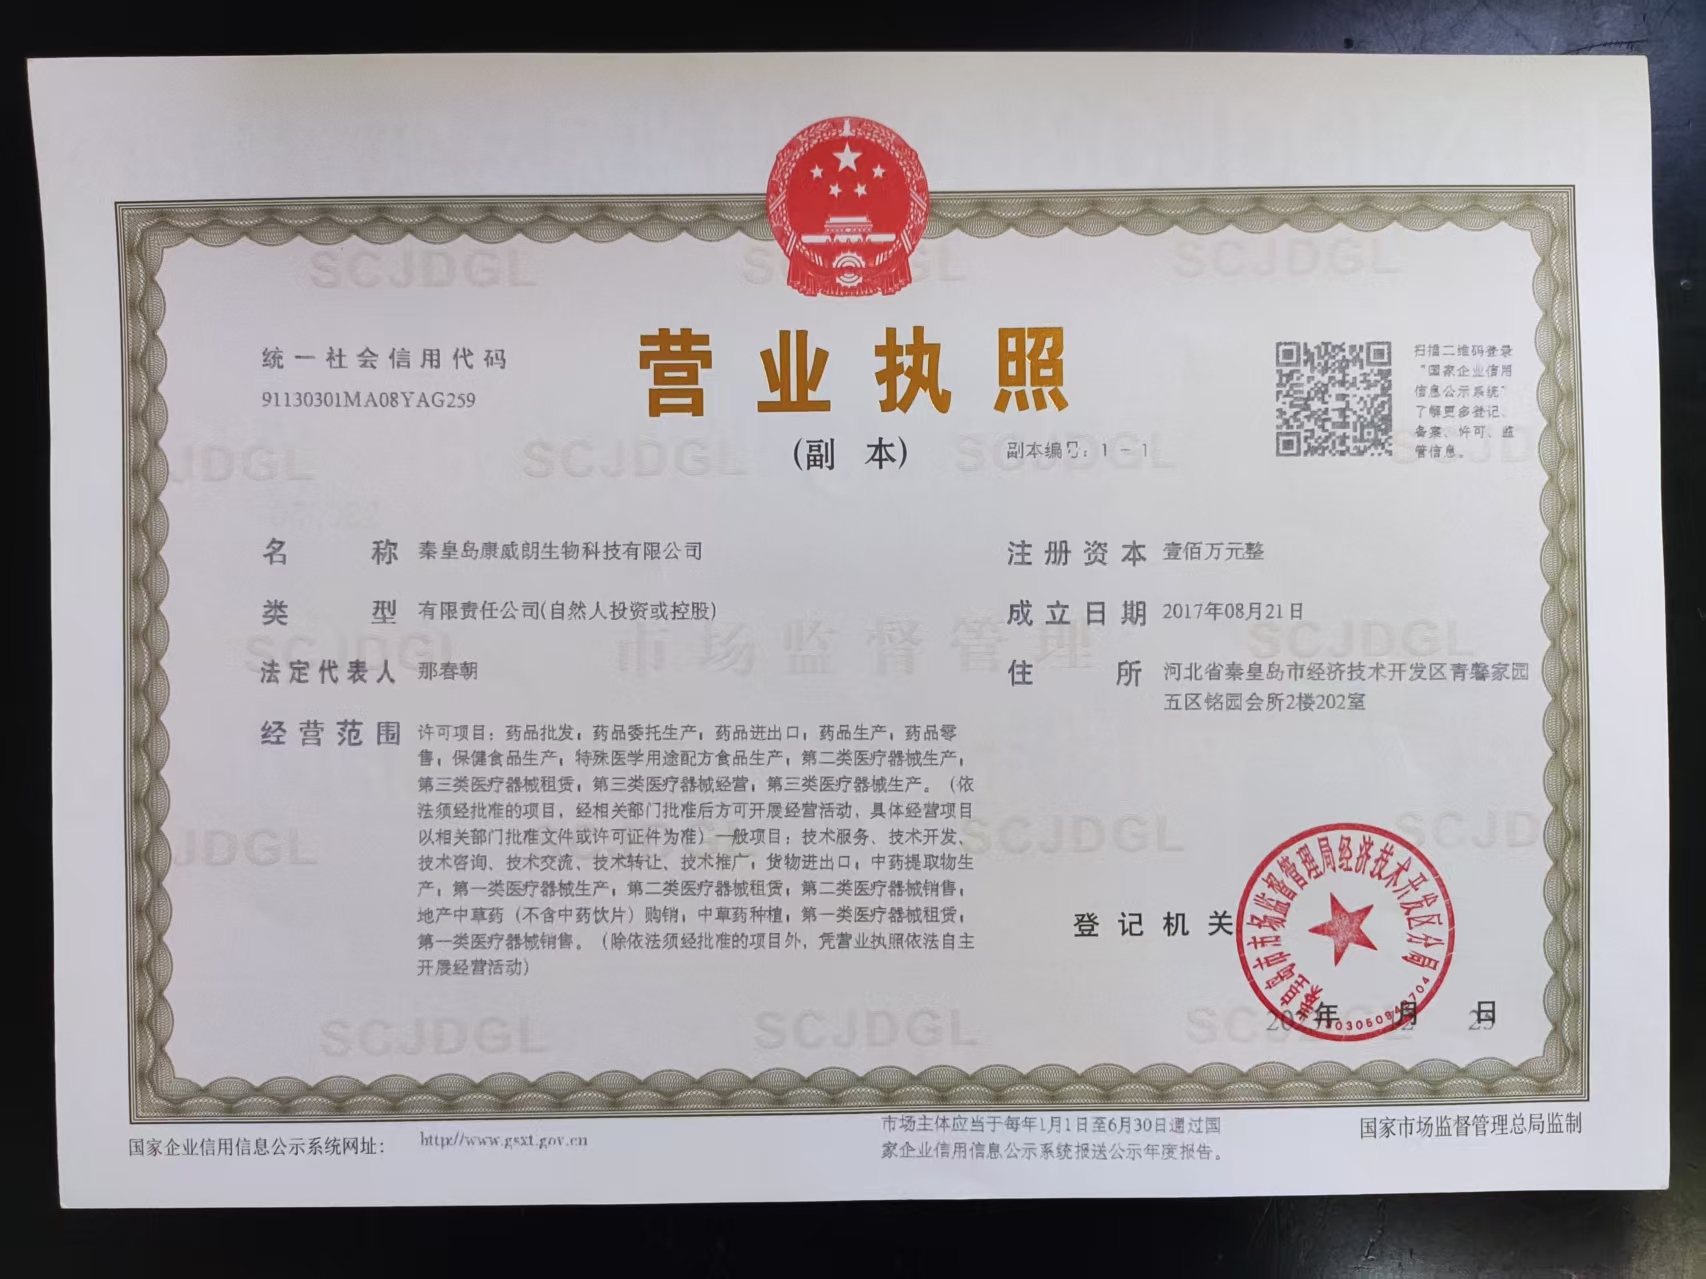 统一社会信用代码
91130301MA08YAG259
营业执照
(副 本)
副本编号：1－1
扫描二维码登录
“国家企业信用
信息公示系统”
了解更多登记、
备案、许可、监
管信息。
名 称 秦皇岛康威朗生物科技有限公司
类 型 有限责任公司(自然人投资或控股)
法定代表人 那春朝
经营范围 许可项目：药品批发；药品委托生产；药品进出口；药品生产；药品零
售；保健食品生产；特殊医学用途配方食品生产；第二类医疗器械生产；
第三类医疗器械租赁；第三类医疗器械经营；第三类医疗器械生产。（依
法须经批准的项目，经相关部门批准后方可开展经营活动，具体经营项目
以相关部门批准文件或许可证件为准）一般项目：技术服务、技术开发、
技术咨询、技术交流、技术转让、技术推广；货物进出口；中药提取物生
产；第一类医疗器械生产；第二类医疗器械租赁；第二类医疗器械销售；
地产中草药（不含中药饮片）购销；中草药种植；第一类医疗器械租赁；
第一类医疗器械销售。（除依法须经批准的项目外，凭营业执照依法自主
开展经营活动）
注册资本 壹佰万元整
成立日期 2017年08月21日
住 所 河北省秦皇岛市经济技术开发区青馨家园
五区铭园会所2楼202室
登记机关
秦皇岛市市场监督管理局经济技术开发区分局
年 月 日
市场监督管理
SCJDGL
国家企业信用信息公示系统网址：
http://www.gsxt.gov.cn
市场主体应当于每年1月1日至6月30日通过国
家企业信用信息公示系统报送公示年度报告。
国家市场监督管理总局监制